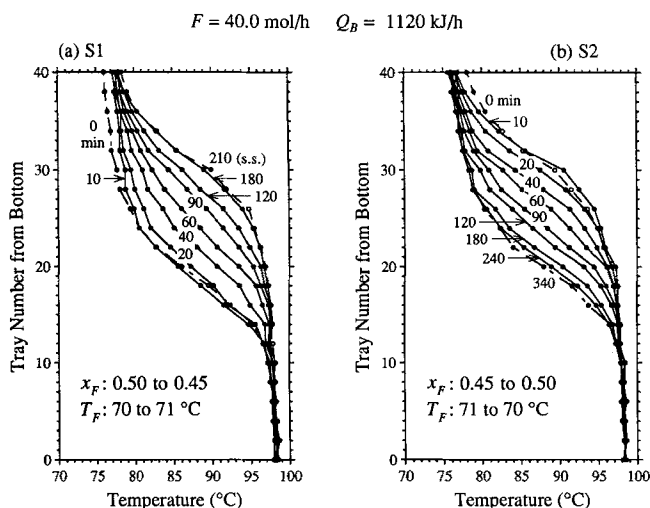 F = 40.0 mol/h Q_B = 1120 kJ/h
(a) S1
(b) S2
Tray Number from Bottom
40
30
20
10
0
0
min
10
210 (s.s.)
180
120
90
60
40
20
x_F : 0.50 to 0.45
T_F : 70 to 71 °C
70 75 80 85 90 95 100
Temperature (°C)
Tray Number from Bottom
40
30
20
10
0
0 min
10
20
40
60
90
120
180
240
340
x_F : 0.45 to 0.50
T_F : 71 to 70 °C
70 75 80 85 90 95 100
Temperature (°C)